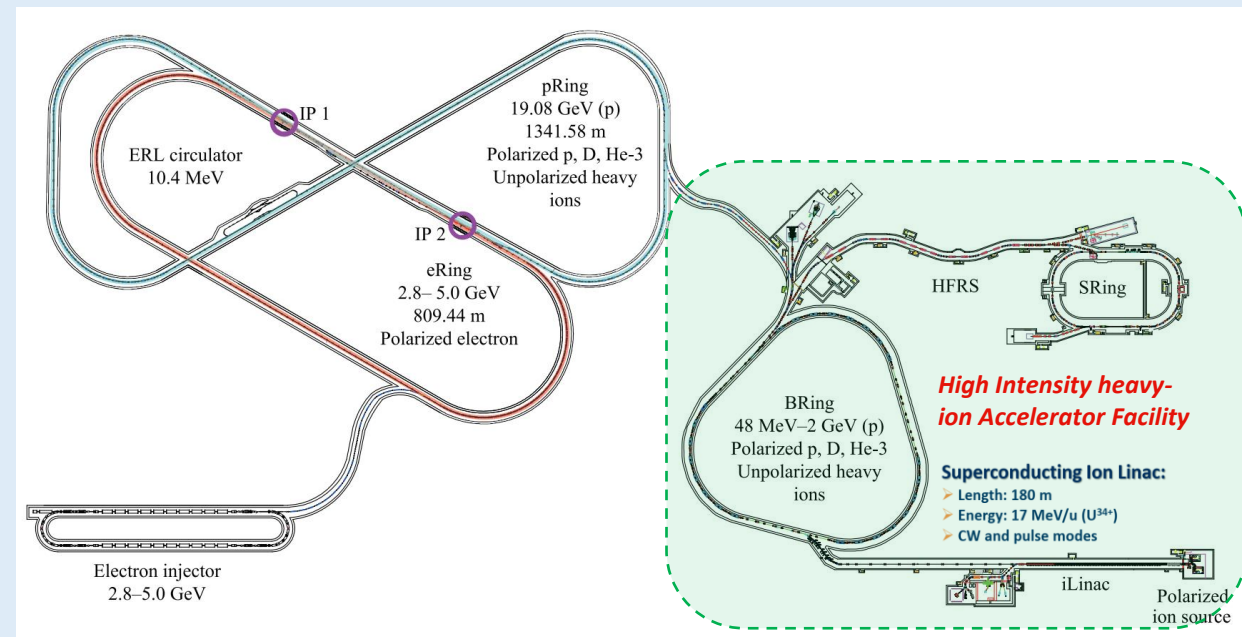 IP 1
pRing
19.08 GeV (p)
1341.58 m
Polarized p, D, He-3
Unpolarized heavy
ions
ERL circulator
10.4 MeV
IP 2
eRing
2.8– 5.0 GeV
809.44 m
Polarized electron
HFRS
SRing
High Intensity heavy-
ion Accelerator Facility
BRing
48 MeV–2 GeV (p)
Polarized p, D, He-3
Unpolarized heavy
ions
Superconducting Ion Linac:
Length: 180 m
Energy: 17 MeV/u (U³⁴⁺)
CW and pulse modes
Electron injector
2.8–5.0 GeV
iLinac
Polarized
ion source